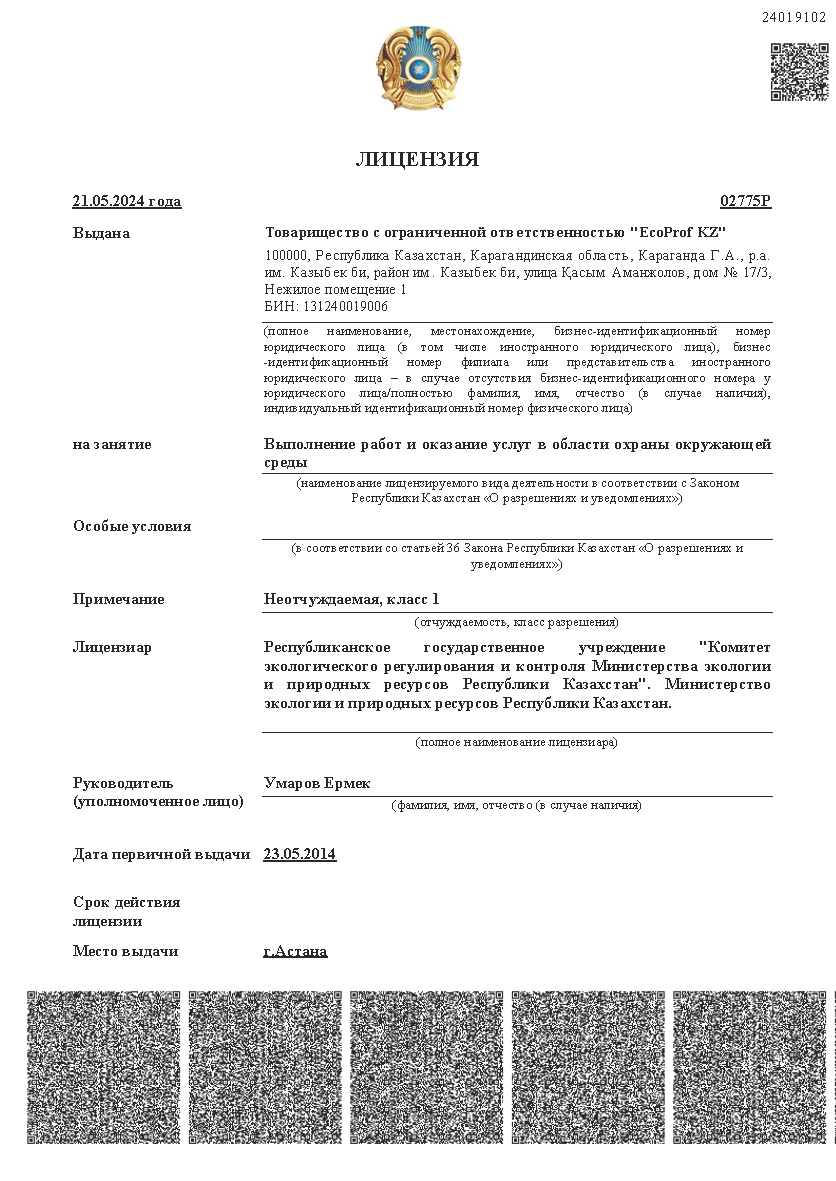 24019102
ЛИЦЕНЗИЯ
21.05.2024 года 02775Р
Выдана Товарищество с ограниченной ответственностью "EcoProf KZ"
100000, Республика Казахстан, Карагандинская область, Караганда Г.А., р.а.
им. Казыбек би, район им. Казыбек би, улица Қасым Аманжолов, дом № 17/3,
Нежилое помещение 1
БИН: 131240019006
(полное наименование, местонахождение, бизнес-идентификационный номер
юридического лица (в том числе иностранного юридического лица), бизнес
-идентификационный номер филиала или представительства иностранного
юридического лица – в случае отсутствия бизнес-идентификационного номера у
юридического лица/полностью фамилия, имя, отчество (в случае наличия),
индивидуальный идентификационный номер физического лица)
на занятие Выполнение работ и оказание услуг в области охраны окружающей
среды
(наименование лицензируемого вида деятельности в соответствии с Законом
Республики Казахстан «О разрешениях и уведомлениях»)
Особые условия
(в соответствии со статьей 36 Закона Республики Казахстан «О разрешениях и
уведомлениях»)
Примечание Неотчуждаемая, класс 1
(отчуждаемость, класс разрешения)
Лицензиар Республиканское государственное учреждение "Комитет
экологического регулирования и контроля Министерства экологии
и природных ресурсов Республики Казахстан". Министерство
экологии и природных ресурсов Республики Казахстан.
(полное наименование лицензиара)
Руководитель Умаров Ермек
(уполномоченное лицо) (фамилия, имя, отчество (в случае наличия)
Дата первичной выдачи 23.05.2014
Срок действия
лицензии
Место выдачи г.Астана